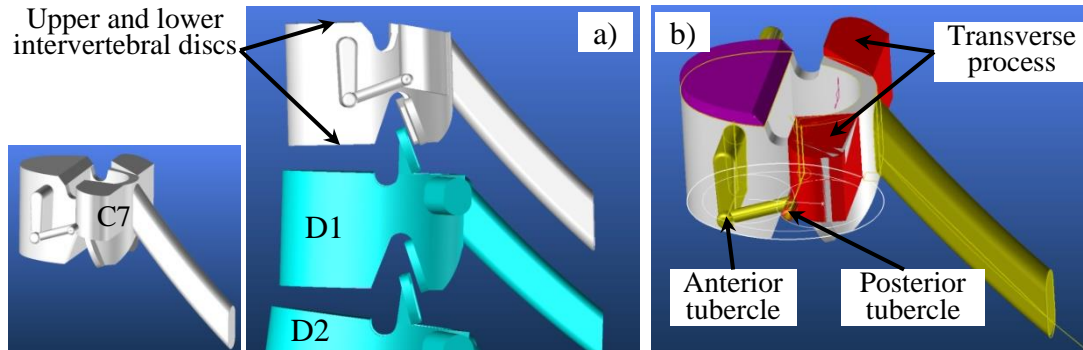 Upper and lower
intervertebral discs
a)
b)
Transverse
process
C7
D1
D2
Anterior
tubercle
Posterior
tubercle